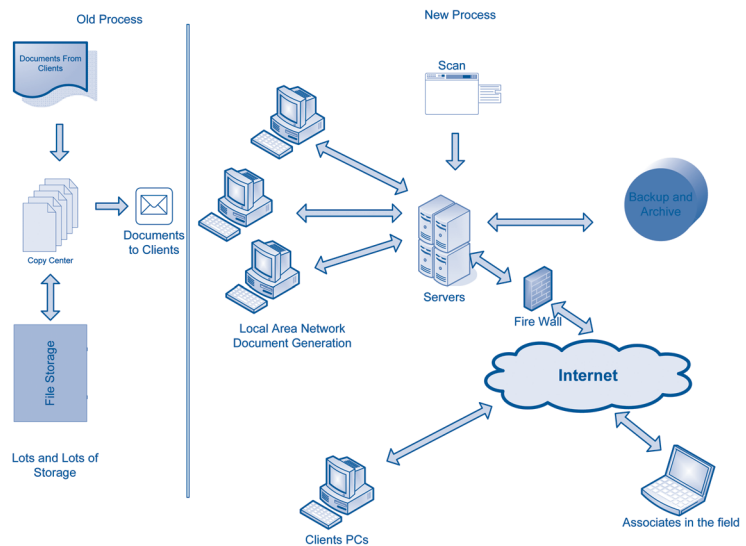 Old Process
Documents From
Clients
Copy Center
Documents
to Clients
File Storage
Lots and Lots of
Storage
New Process
Scan
Servers
Backup and
Archive
Local Area Network
Document Generation
Fire Wall
Internet
Clients PCs
Associates in the field